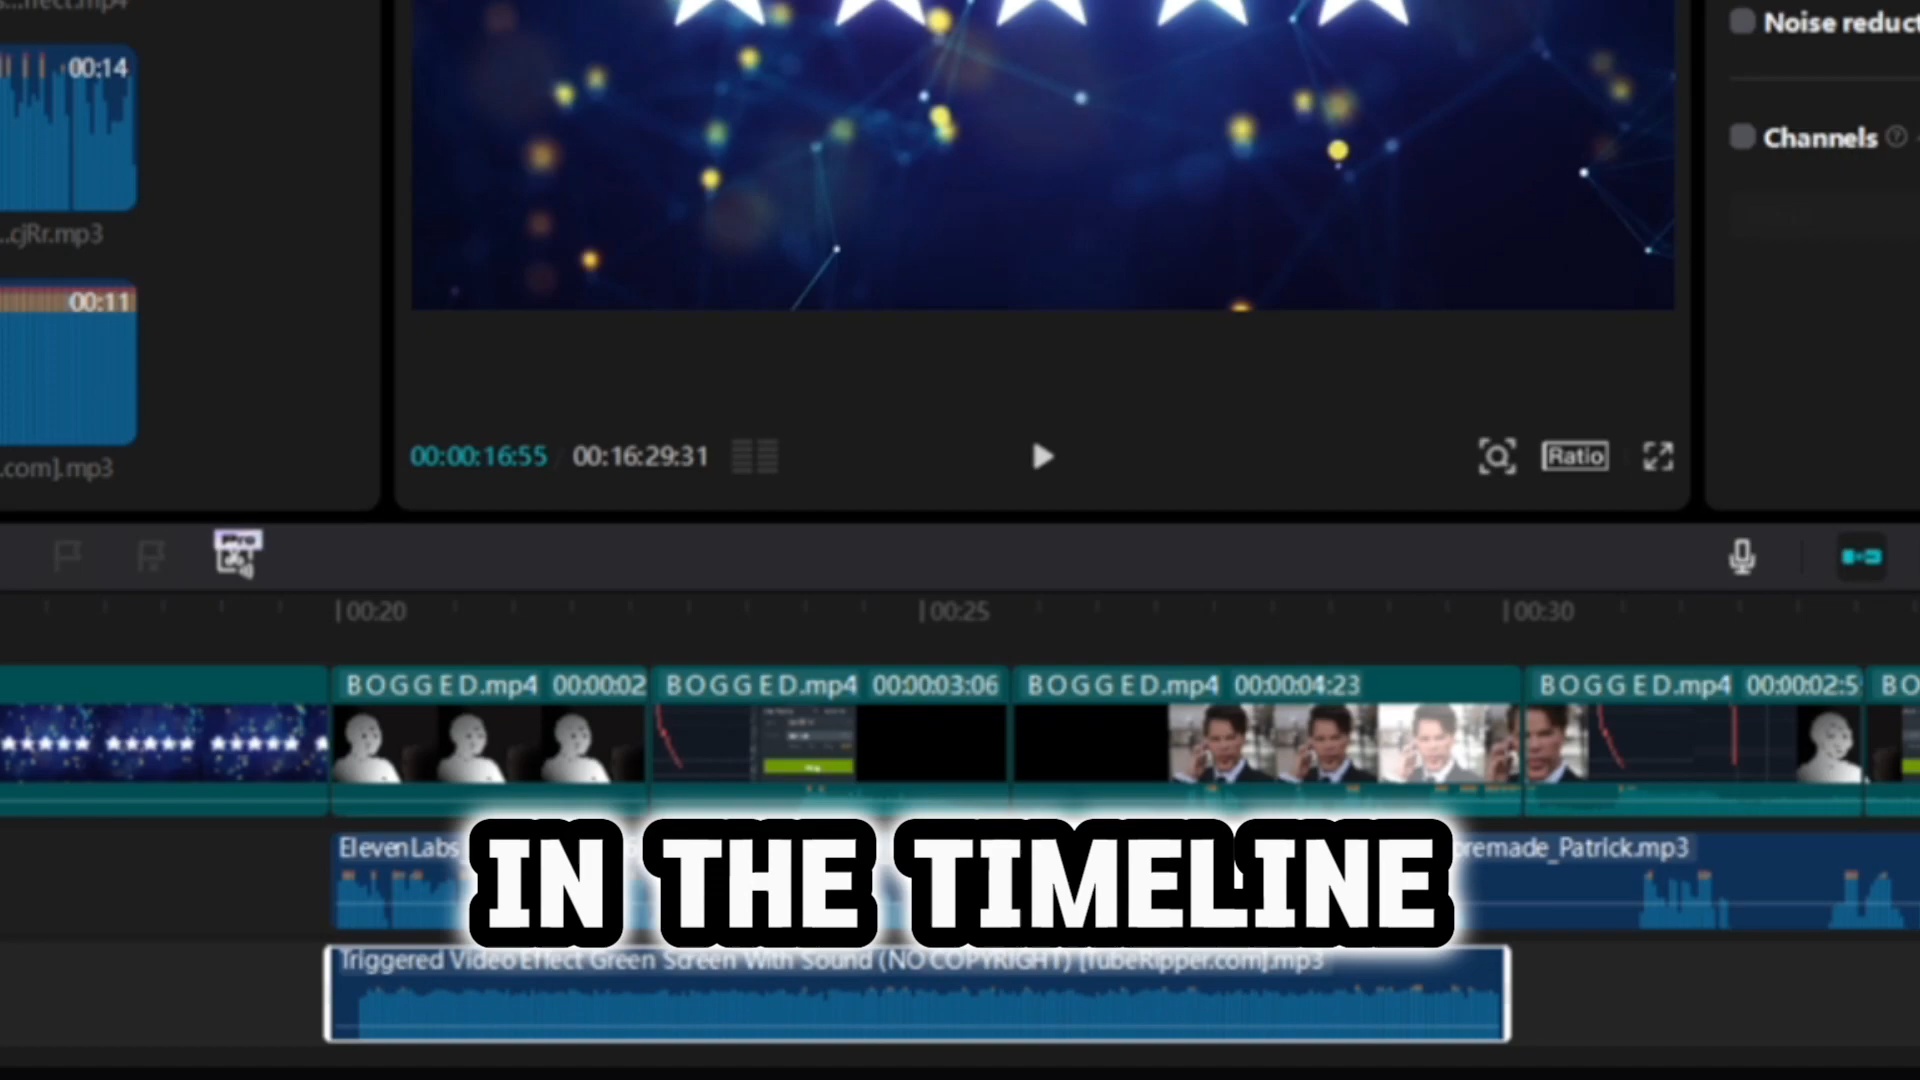 00:14
...cjRr.mp3
00:11
.com].mp3
Noise reduct
Channels
00:00:16:55 00:16:29:31
Ratio
Pro
00:20 00:25 00:30
B O G G E D.mp4 00:00:02 B O G G E D.mp4 00:00:03:06 B O G G E D.mp4 00:00:04:23 B O G G E D.mp4 00:00:02:5 B O
ElevenLabs
remade_Patrick.mp3
IN THE TIMELINE
Triggered Video Effect Green Screen With Sound (NO COPYRIGHT) [TubeRipper.com].mp3